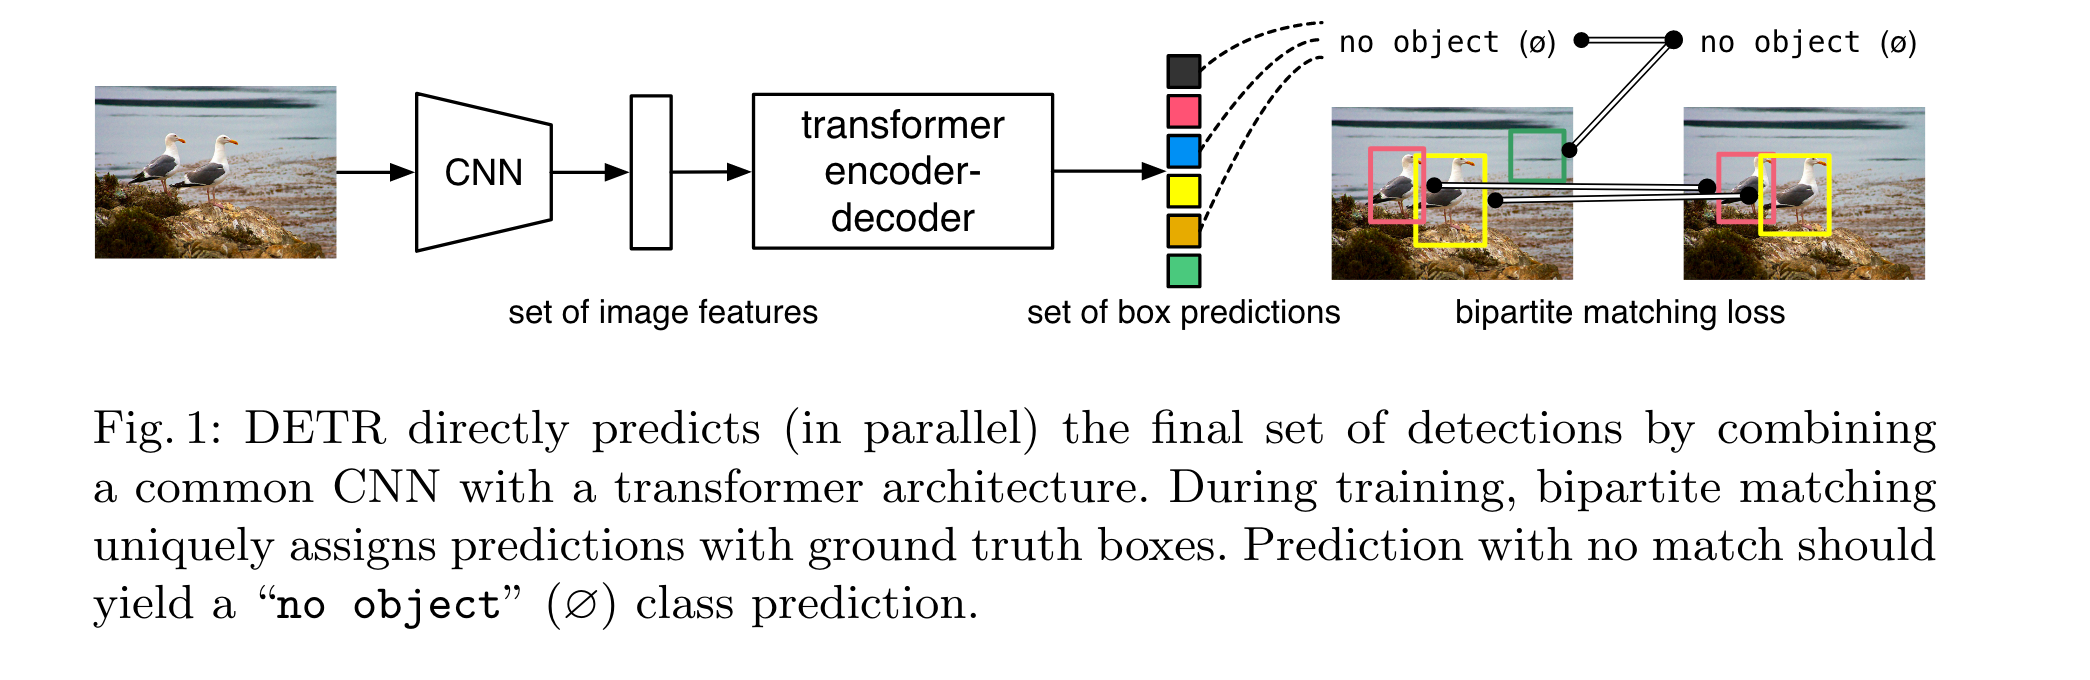 no object (ø)
no object (ø)
CNN
transformer
encoder-
decoder
set of image features
set of box predictions
bipartite matching loss
Fig. 1: DETR directly predicts (in parallel) the final set of detections by combining
a common CNN with a transformer architecture. During training, bipartite matching
uniquely assigns predictions with ground truth boxes. Prediction with no match should
yield a “no object” (∅) class prediction.